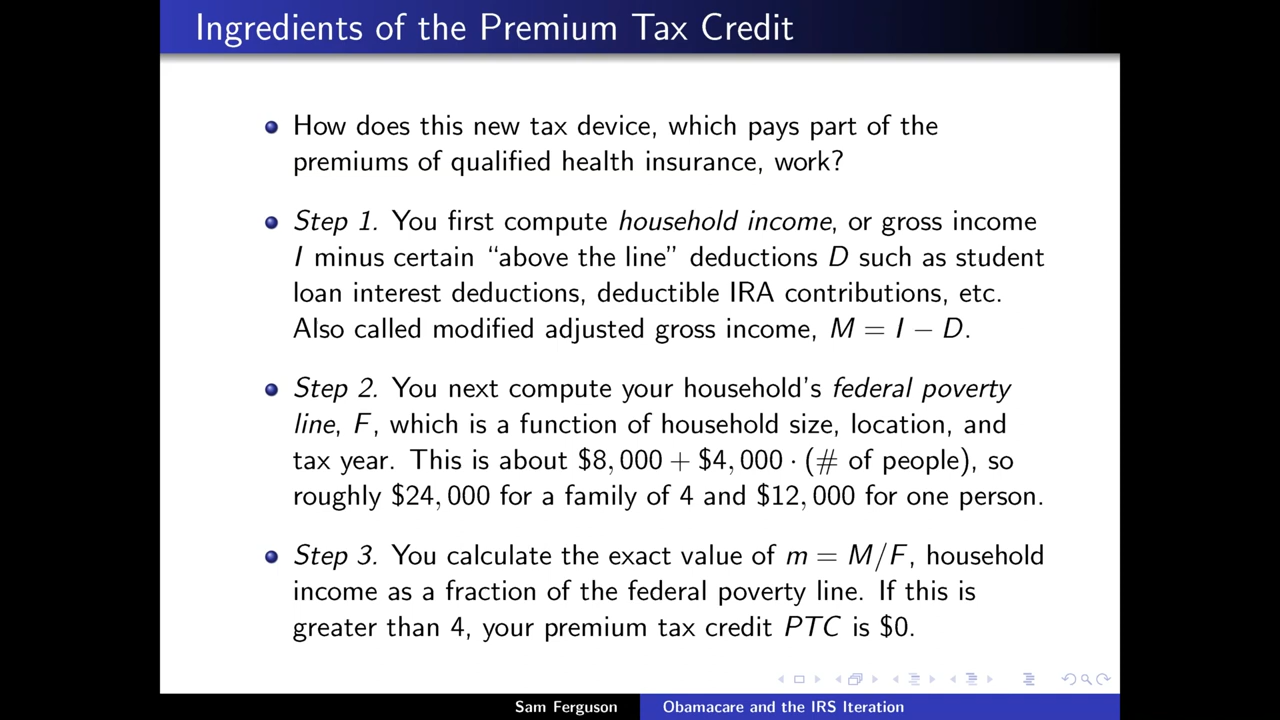 Ingredients of the Premium Tax Credit
How does this new tax device, which pays part of the
premiums of qualified health insurance, work?
Step 1. You first compute household income, or gross income
I minus certain “above the line” deductions D such as student
loan interest deductions, deductible IRA contributions, etc.
Also called modified adjusted gross income, M = I − D.
Step 2. You next compute your household's federal poverty
line, F, which is a function of household size, location, and
tax year. This is about $8,000 + $4,000 · (# of people), so
roughly $24,000 for a family of 4 and $12,000 for one person.
Step 3. You calculate the exact value of m = M/F, household
income as a fraction of the federal poverty line. If this is
greater than 4, your premium tax credit PTC is $0.
Sam Ferguson
Obamacare and the IRS Iteration